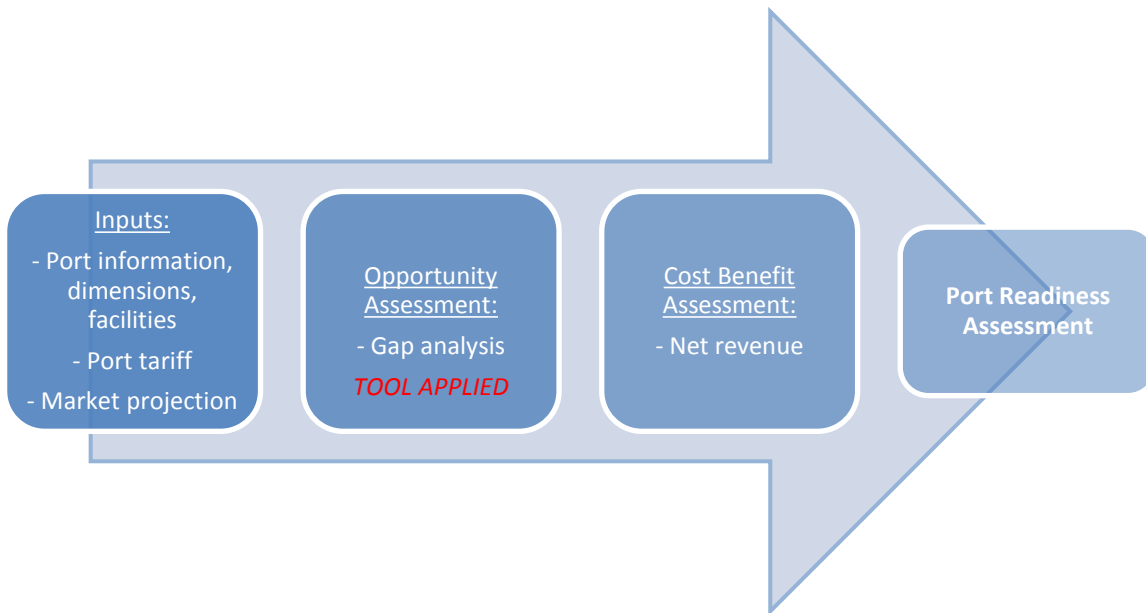 Inputs:
- Port information,
dimensions,
facilities
- Port tariff
- Market projection
Opportunity
Assessment:
- Gap analysis
TOOL APPLIED
Cost Benefit
Assessment:
- Net revenue
Port Readiness
Assessment